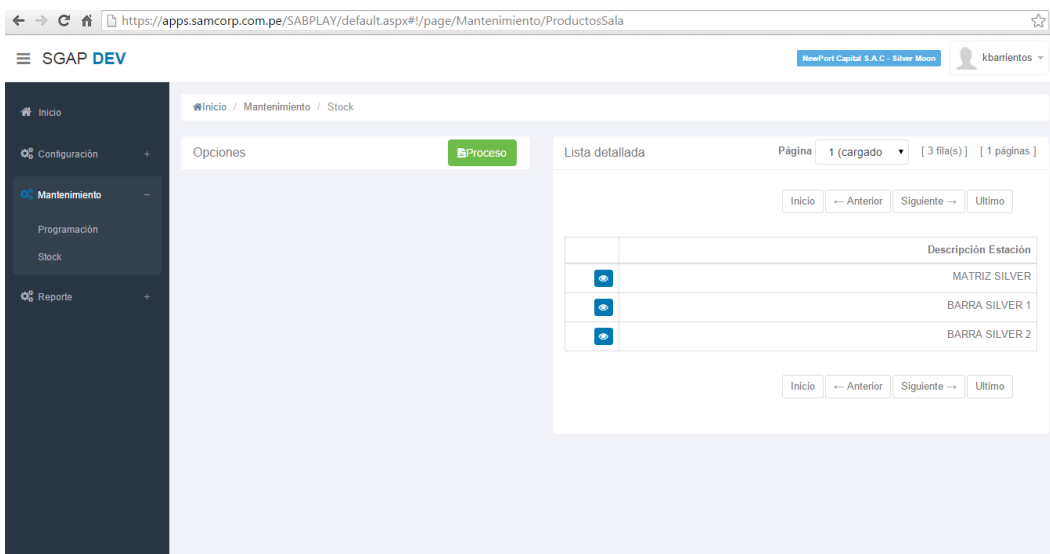 https://apps.samcorp.com.pe/SABPLAY/default.aspx#!/page/Mantenimiento/ProductosSala
SGAP DEV
NewPort Capital S.A.C - Silver Moon
kbarrientos
Inicio
Configuración +
Mantenimiento −
Programación
Stock
Reporte +
Inicio / Mantenimiento / Stock
Opciones
Proceso
Lista detallada
Página 1 (cargado [ 3 fila(s) ] [ 1 páginas ]
Inicio ← Anterior Siguiente → Ultimo
Descripción Estación
MATRIZ SILVER
BARRA SILVER 1
BARRA SILVER 2
Inicio ← Anterior Siguiente → Ultimo